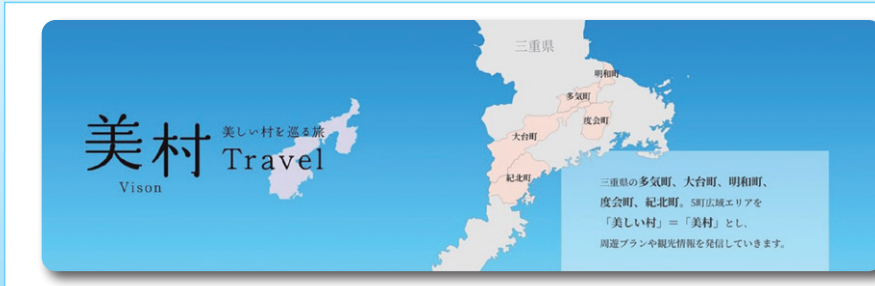 美村
Vison
美しい村を巡る旅
Travel
三重県
明和町
多気町
度会町
大台町
紀北町
三重県の多気町、大台町、明和町、
度会町、紀北町。5町広域エリアを
「美しい村」＝「美村」とし、
周遊プランや観光情報を発信していきます。